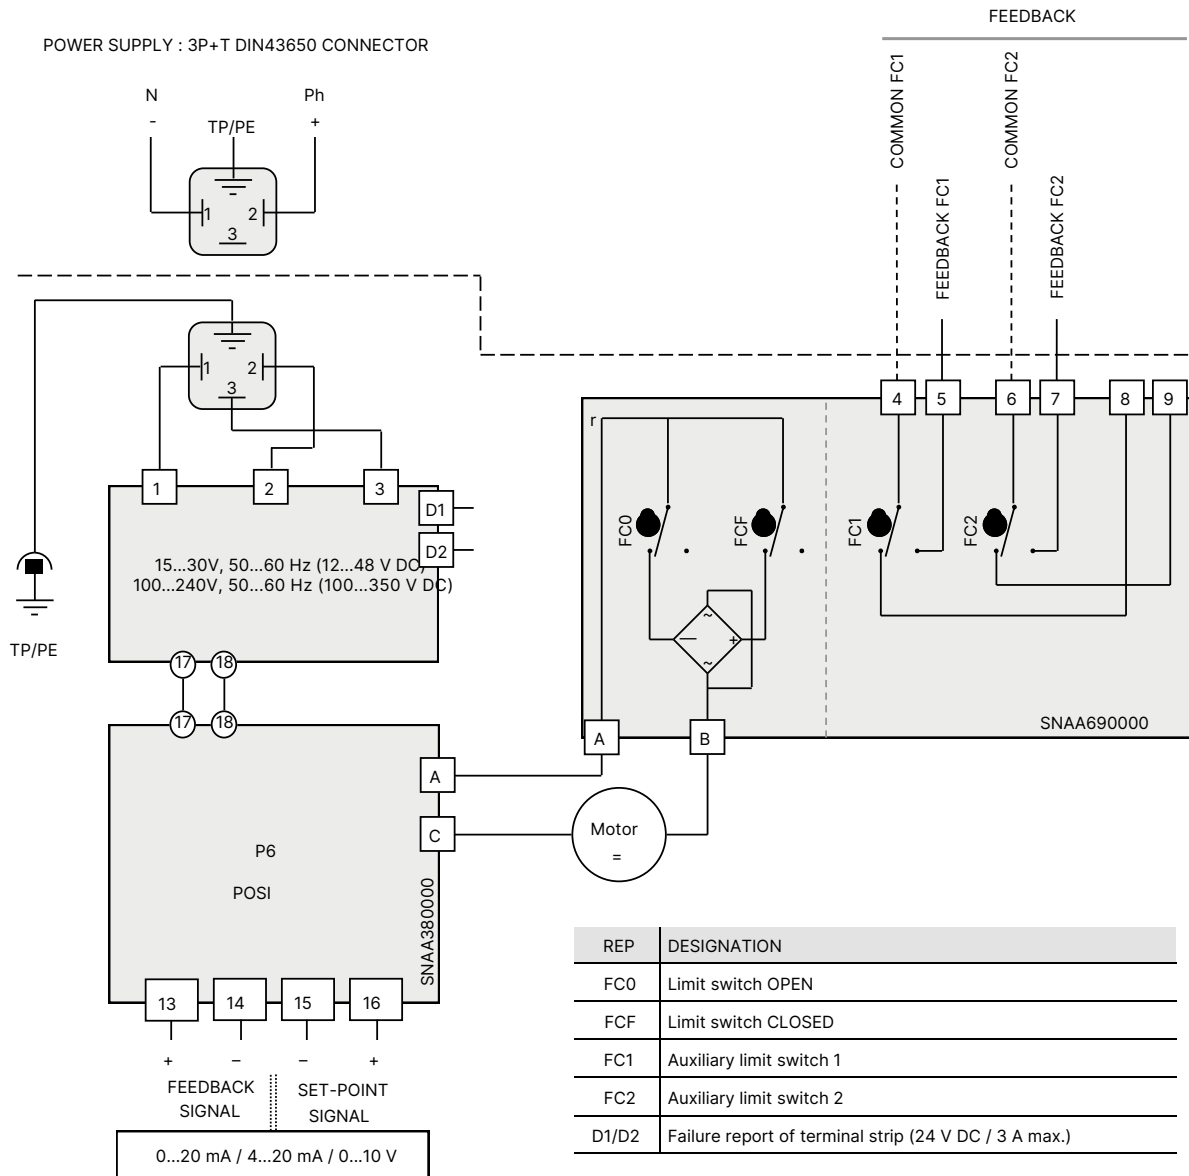 FEEDBACK
POWER SUPPLY : 3P+T DIN43650 CONNECTOR
N
-
TP/PE
Ph
+
1
2
3
COMMON FC1
FEEDBACK FC1
COMMON FC2
FEEDBACK FC2
1
2
3
4
5
6
7
8
9
r
1
2
3
D1
D2
15...30V, 50...60 Hz (12...48 V DC)
100...240V, 50...60 Hz (100...350 V DC)
TP/PE
FC0
FCF
FC1
FC2
~
— +
~
17
18
17
18
SNAA690000
A
B
A
C
Motor
=
P6
POSI
SNAA380000
13
14
15
16
+
–
–
+
FEEDBACK
SIGNAL
SET-POINT
SIGNAL
0...20 mA / 4...20 mA / 0...10 V
REP DESIGNATION
FC0 Limit switch OPEN
FCF Limit switch CLOSED
FC1 Auxiliary limit switch 1
FC2 Auxiliary limit switch 2
D1/D2 Failure report of terminal strip (24 V DC / 3 A max.)